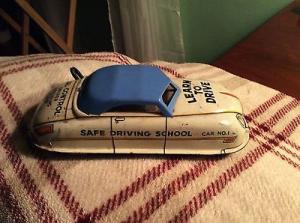 LEARN
TO
DRIVE
SAFE DRIVING SCHOOL
CAR NO.1